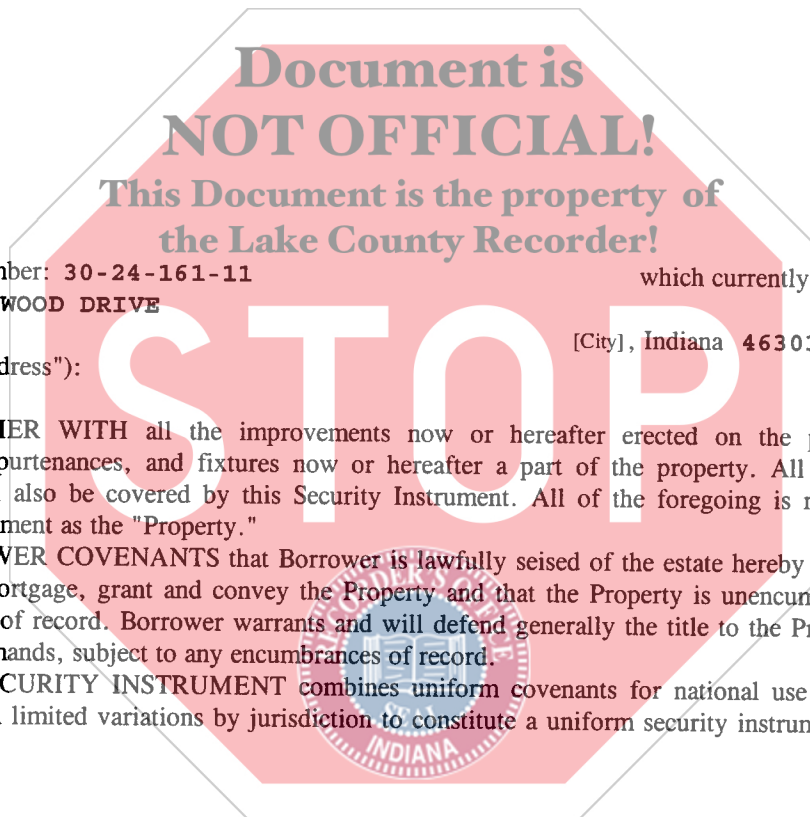 Document is
NOT OFFICIAL!
This Document is the property of
the Lake County Recorder!
nber: 30-24-161-11 which currently
WOOD DRIVE
[City], Indiana 46303
dress"):
STOP
IER WITH all the improvements now or hereafter erected on the p
purtenances, and fixtures now or hereafter a part of the property. All
also be covered by this Security Instrument. All of the foregoing is r
ment as the "Property."
WER COVENANTS that Borrower is lawfully seised of the estate hereby
ortgage, grant and convey the Property and that the Property is unencum
of record. Borrower warrants and will defend generally the title to the Pr
nands, subject to any encumbrances of record.
CURITY INSTRUMENT combines uniform covenants for national use
limited variations by jurisdiction to constitute a uniform security instrum
RECORDER'S OFFICE
SEAL
INDIANA